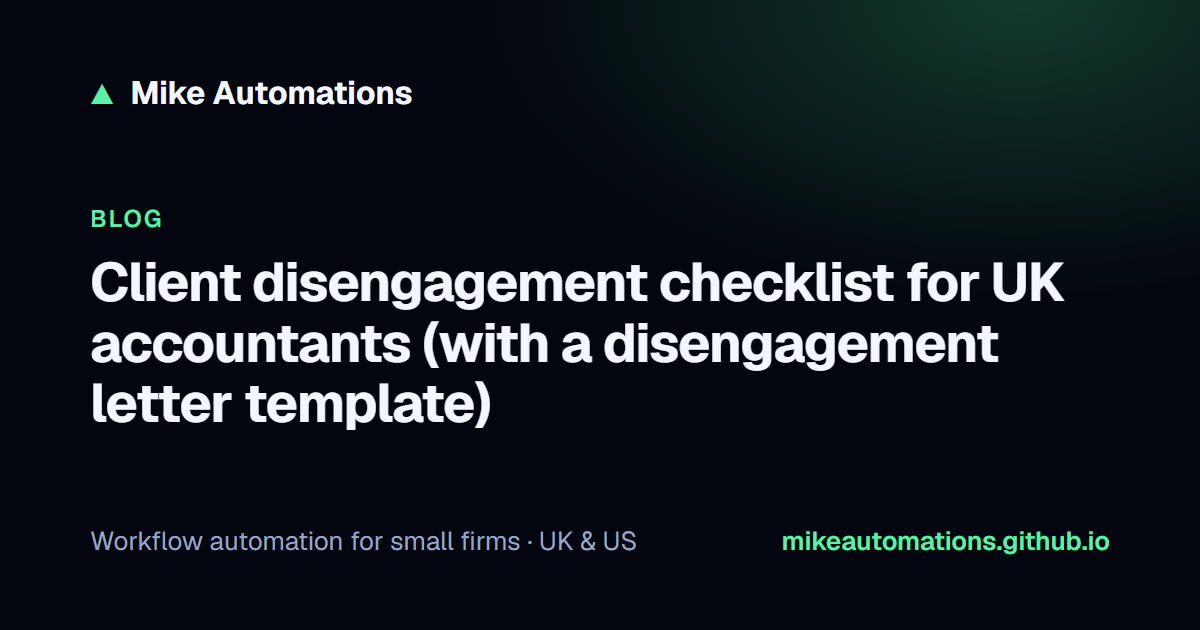 Mike Automations
BLOG
Client disengagement checklist for UK
accountants (with a disengagement
letter template)
Workflow automation for small firms · UK & US
mikeautomations.github.io